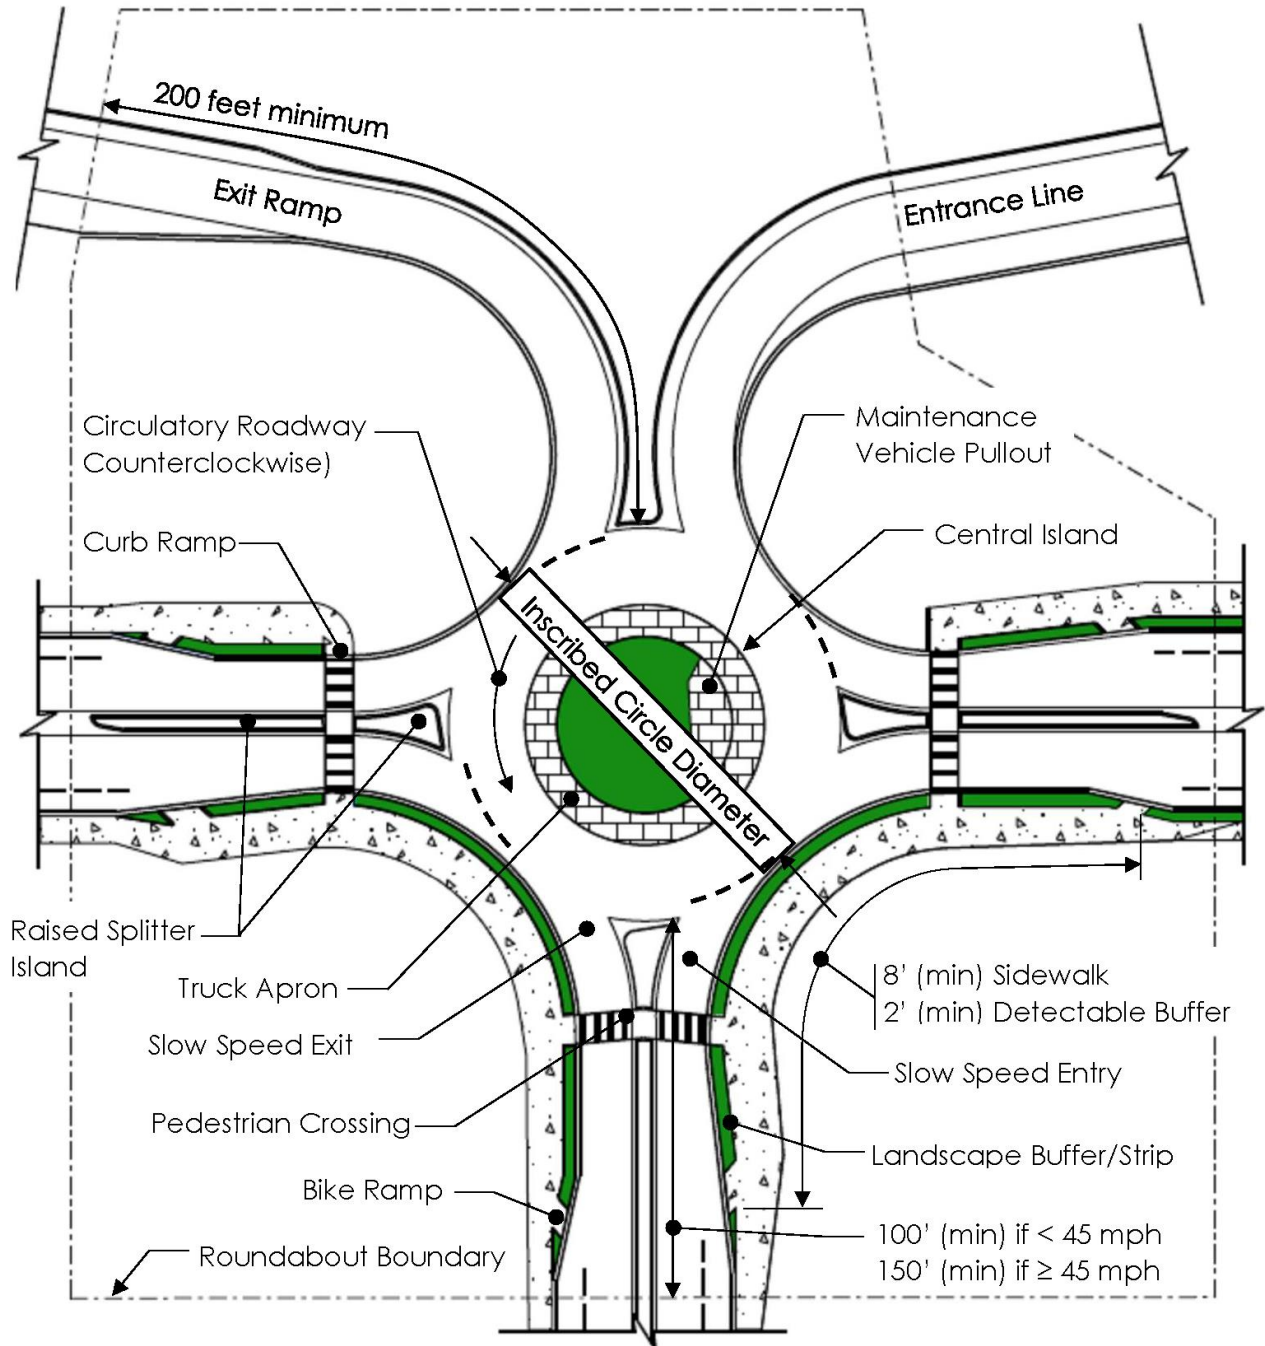 200 feet minimum
Exit Ramp
Entrance Line
Circulatory Roadway
Counterclockwise)
Maintenance
Vehicle Pullout
Curb Ramp
Central Island
Inscribed Circle Diameter
Raised Splitter
Island
Truck Apron
8' (min) Sidewalk
2' (min) Detectable Buffer
Slow Speed Exit
Slow Speed Entry
Pedestrian Crossing
Landscape Buffer/Strip
Bike Ramp
100' (min) if < 45 mph
150' (min) if ≥ 45 mph
Roundabout Boundary